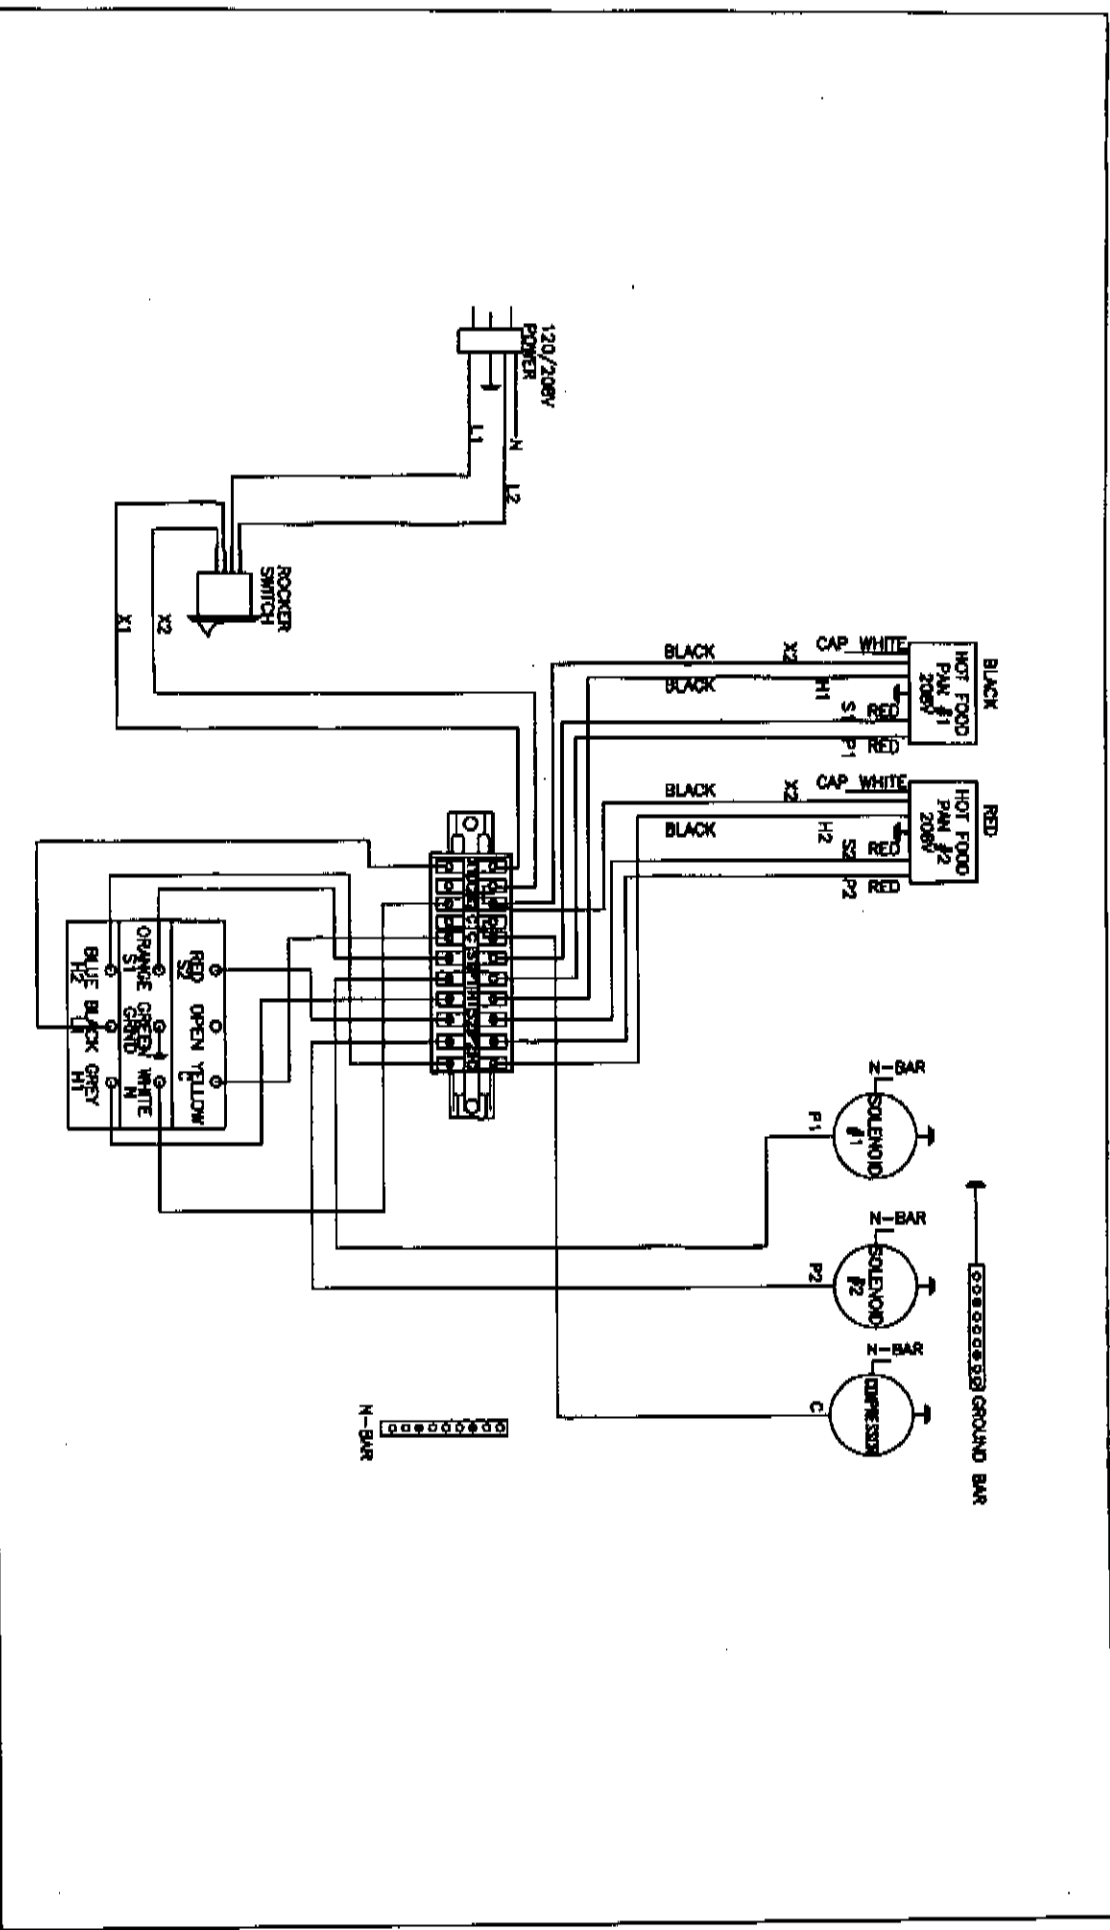 BLACK
HOT FOOD
PAN #1
208V
CAP WHITE
X2
BLACK
H1
BLACK
S1 RED
P1 RED
RED
HOT FOOD
PAN #2
208V
CAP WHITE
X2
BLACK
H2
BLACK
S2 RED
P2 RED
120/208V
POWER
L1
N
L2
ROCKER
SWITCH
X2
X1
N-BAR
SOLENOID
#1
P1
N-BAR
SOLENOID
#2
P2
N-BAR
COMPRESSOR
C
GROUND BAR
N-BAR
RED OPEN YELLOW
S2 C
ORANGE GREEN WHITE
S1 GRND N
BLUE BLACK GREY
H2 H1